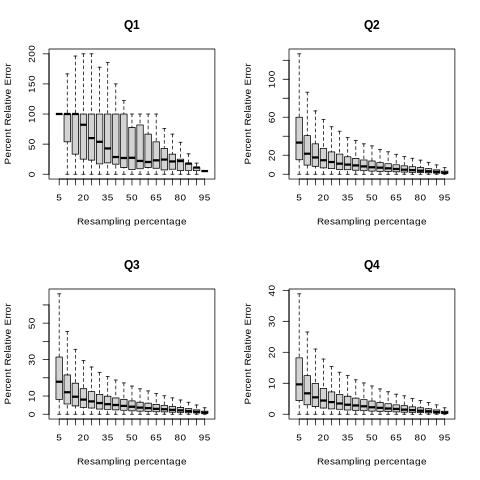 Q1
Percent Relative Error
0 50 100 150 200
5 20 35 50 65 80 95
Resampling percentage
Q2
Percent Relative Error
0 20 60 100
5 20 35 50 65 80 95
Resampling percentage
Q3
Percent Relative Error
0 10 30 50
5 20 35 50 65 80 95
Resampling percentage
Q4
Percent Relative Error
0 10 20 30 40
5 20 35 50 65 80 95
Resampling percentage